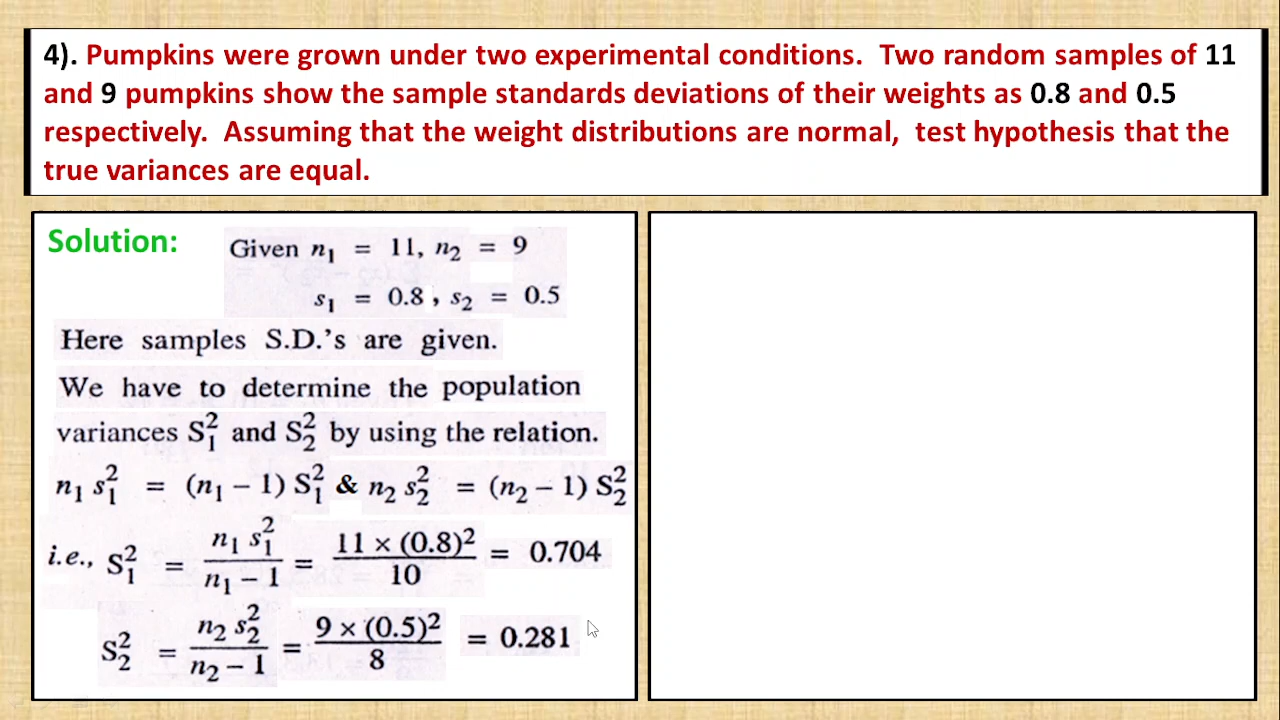 4). Pumpkins were grown under two experimental conditions. Two random samples of 11
and 9 pumpkins show the sample standards deviations of their weights as 0.8 and 0.5
respectively. Assuming that the weight distributions are normal, test hypothesis that the
true variances are equal.
Solution:
Given n₁ = 11, n₂ = 9
s₁ = 0.8 , s₂ = 0.5
Here samples S.D.'s are given.
We have to determine the population
variances S₁² and S₂² by using the relation.
n₁ s₁² = (n₁ − 1) S₁² & n₂ s₂² = (n₂ − 1) S₂²
i.e., S₁² = n₁ s₁² / n₁ − 1 = 11 × (0.8)² / 10 = 0.704
S₂² = n₂ s₂² / n₂ − 1 = 9 × (0.5)² / 8 = 0.281